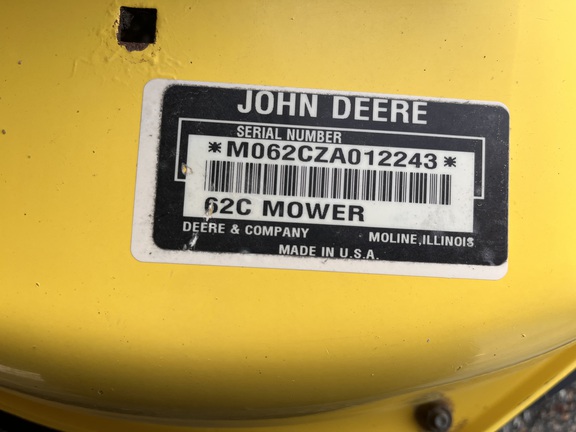 JOHN DEERE
SERIAL NUMBER
*M062CZA012243*
62C MOWER
DEERE & COMPANY MOLINE,ILLINOIS
MADE IN U.S.A.